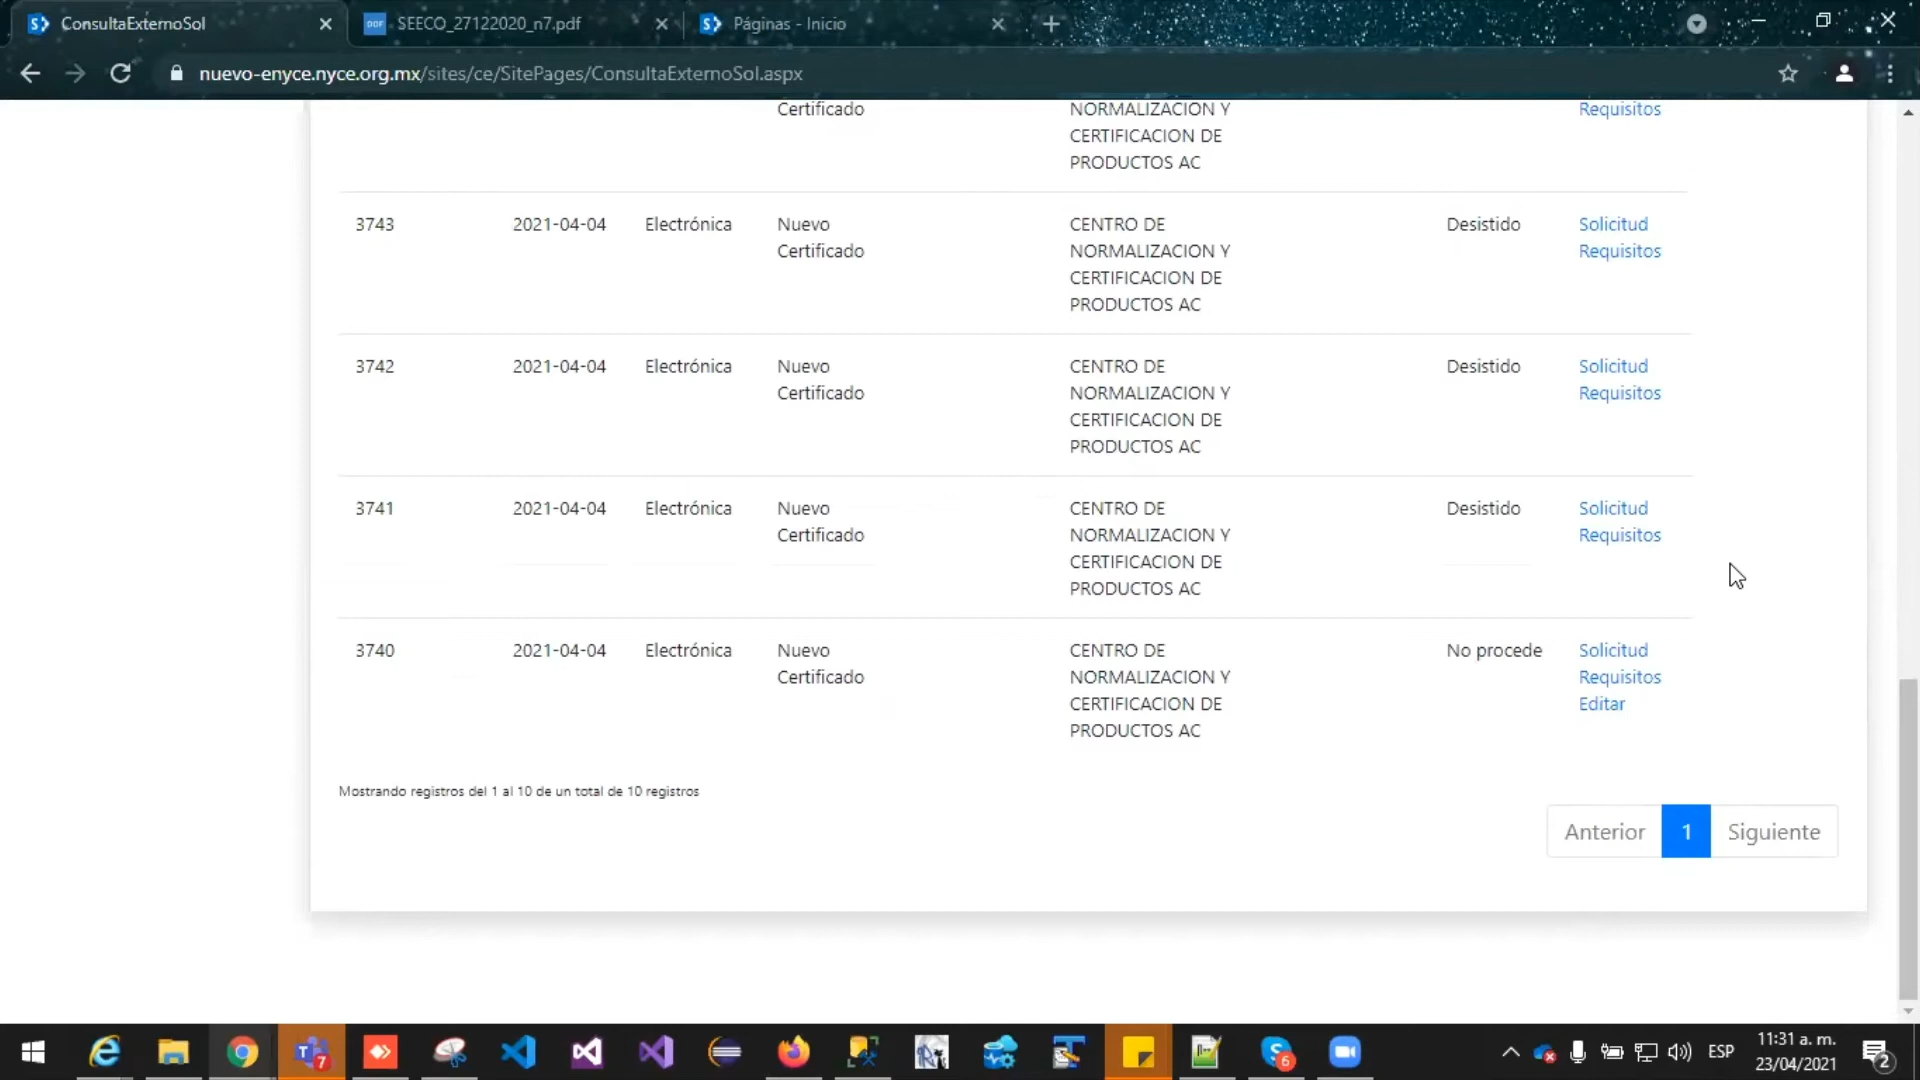 ConsultaExternoSol
SEECO_27122020_n7.pdf
Páginas - Inicio
nuevo-enyce.nyce.org.mx/sites/ce/SitePages/ConsultaExternoSol.aspx
Certificado NORMALIZACION Y Requisitos
CERTIFICACION DE
PRODUCTOS AC
3743 2021-04-04 Electrónica Nuevo CENTRO DE Desistido Solicitud
Certificado NORMALIZACION Y Requisitos
CERTIFICACION DE
PRODUCTOS AC
3742 2021-04-04 Electrónica Nuevo CENTRO DE Desistido Solicitud
Certificado NORMALIZACION Y Requisitos
CERTIFICACION DE
PRODUCTOS AC
3741 2021-04-04 Electrónica Nuevo CENTRO DE Desistido Solicitud
Certificado NORMALIZACION Y Requisitos
CERTIFICACION DE
PRODUCTOS AC
3740 2021-04-04 Electrónica Nuevo CENTRO DE No procede Solicitud
Certificado NORMALIZACION Y Requisitos
CERTIFICACION DE Editar
PRODUCTOS AC
Mostrando registros del 1 al 10 de un total de 10 registros
Anterior 1 Siguiente
7
6
ESP
11:31 a. m.
23/04/2021
2